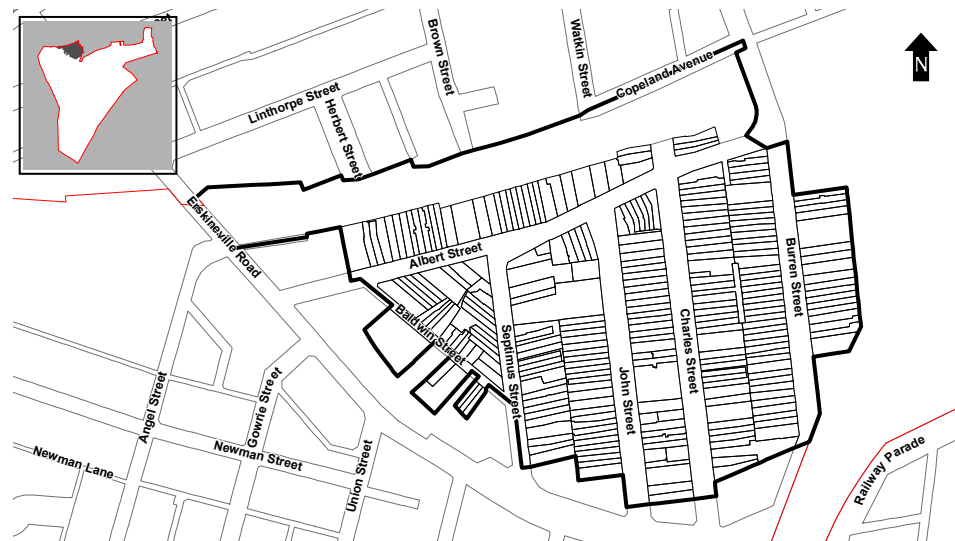 Brown Street
Watkin Street
Copeland Avenue
N
Linthorpe Street
Herbert Street
Erskineville Road
Albert Street
Burren Street
Baldwin Street
Septimus Street
Charles Street
John Street
Angel Street
Gowrie Street
Newman Street
Newman Lane
Union Street
Railway Parade